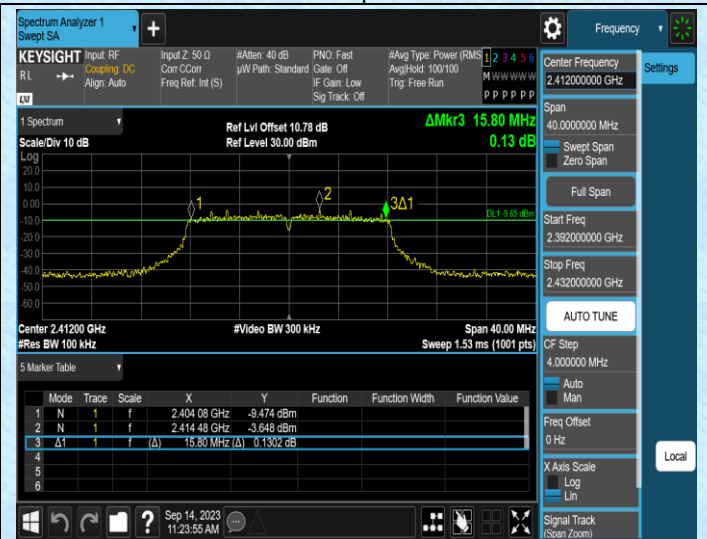 Spectrum Analyzer 1
Swept SA
+
Frequency
KEYSIGHT
RL
LXI
Input: RF
Coupling: DC
Align: Auto
Input Z: 50 Ω
Corr CCorr
Freq Ref: Int (S)
#Atten: 40 dB
µW Path: Standard
PNO: Fast
Gate: Off
IF Gain: Low
Sig Track: Off
#Avg Type: Power (RMS
Avg|Hold: 100/100
Trig: Free Run
1 2 3 4 5 6
M W W W W W
P P P P P P
1 Spectrum
Scale/Div 10 dB
Ref Lvl Offset 10.78 dB
Ref Level 30.00 dBm
ΔMkr3 15.80 MHz
0.13 dB
Log
20.0
10.0
0.00
-10.0
-20.0
-30.0
-40.0
-50.0
-60.0
1
2
3Δ1
DL1 -9.65 dBm
Center 2.41200 GHz
#Video BW 300 kHz
Span 40.00 MHz
#Res BW 100 kHz
Sweep 1.53 ms (1001 pts)
5 Marker Table
Mode Trace Scale X Y Function Function Width Function Value
1 N 1 f 2.404 08 GHz -9.474 dBm
2 N 1 f 2.414 48 GHz -3.648 dBm
3 Δ1 1 f (Δ) 15.80 MHz (Δ) 0.1302 dB
4
5
6
?
Sep 14, 2023
11:23:55 AM
Center Frequency
2.412000000 GHz
Span
40.0000000 MHz
Swept Span
Zero Span
Full Span
Start Freq
2.392000000 GHz
Stop Freq
2.432000000 GHz
AUTO TUNE
CF Step
4.000000 MHz
Auto
Man
Freq Offset
0 Hz
X Axis Scale
Log
Lin
Signal Track
(Span Zoom)
Settings
Local